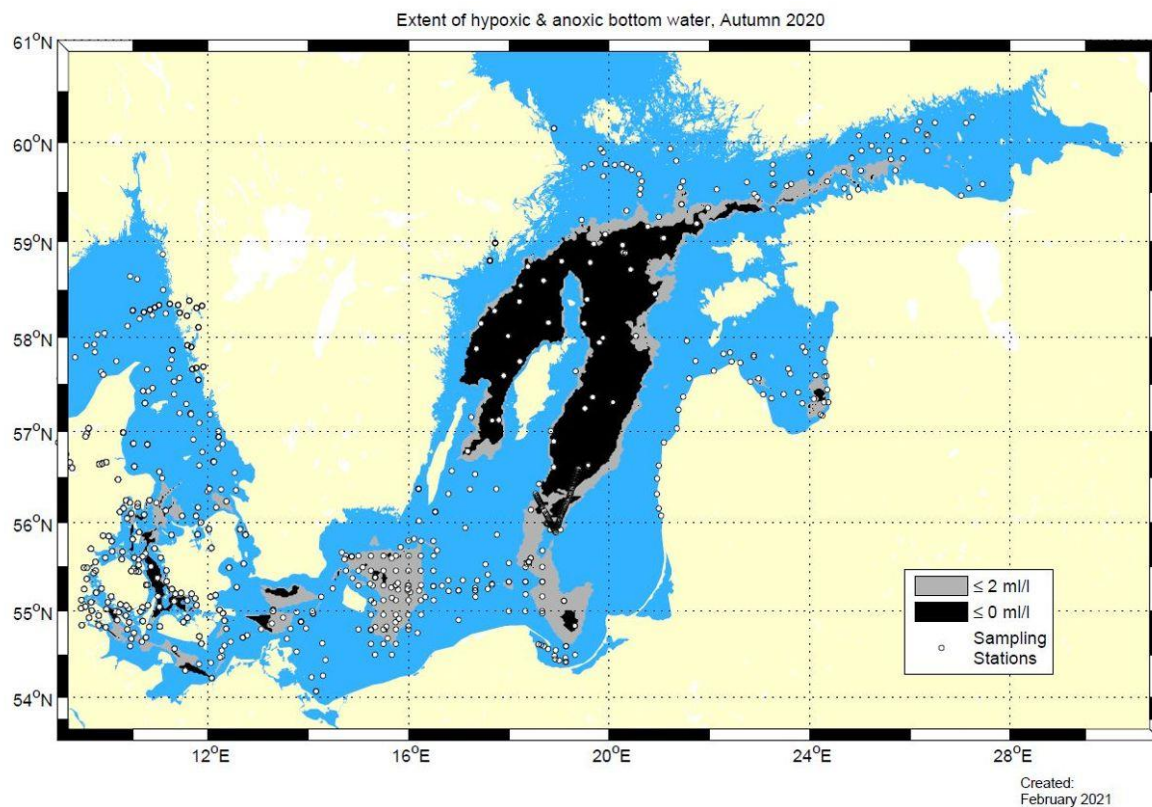 Extent of hypoxic & anoxic bottom water, Autumn 2020
61°N
60°N
59°N
58°N
57°N
56°N
55°N
54°N
≤ 2 ml/l
≤ 0 ml/l
Sampling
Stations
12°E
16°E
20°E
24°E
28°E
Created:
February 2021